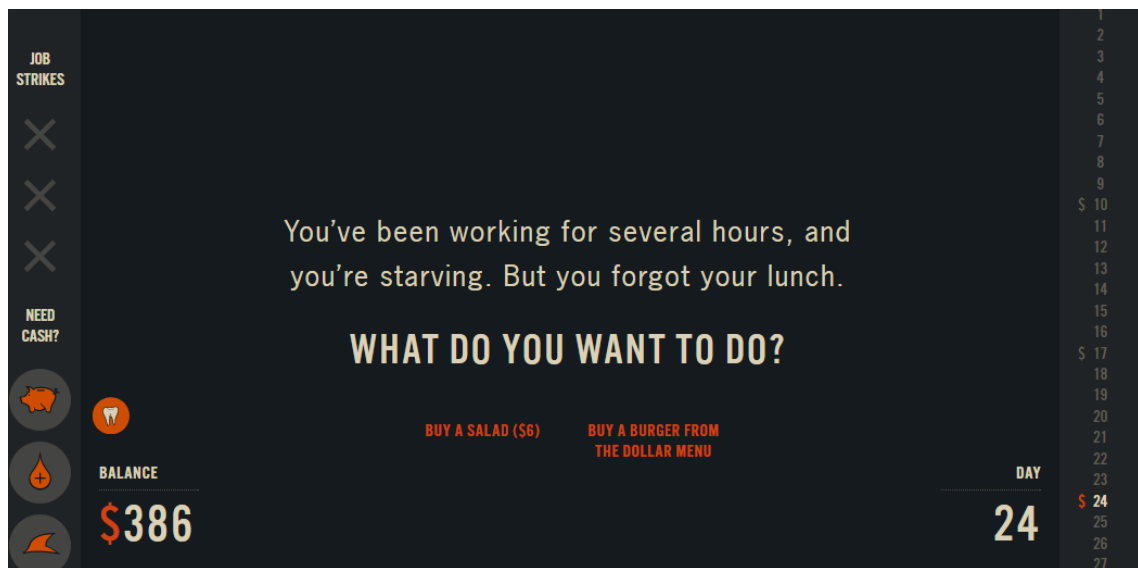 JOB
STRIKES
NEED
CASH?
You've been working for several hours, and
you're starving. But you forgot your lunch.
WHAT DO YOU WANT TO DO?
BUY A SALAD ($6)
BUY A BURGER FROM
THE DOLLAR MENU
BALANCE
$386
DAY
24
1
2
3
4
5
6
7
8
9
$ 10
11
12
13
14
15
16
$ 17
18
19
20
21
22
23
$ 24
25
26
27